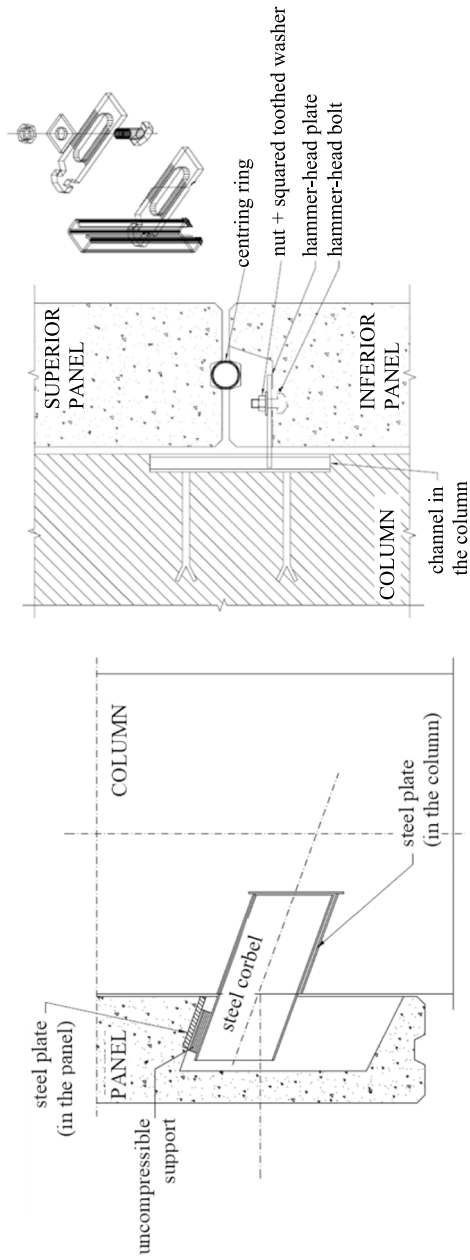 steel plate
(in the panel)
uncompressible
support
PANEL
COLUMN
steel corbel
steel plate
(in the column)
SUPERIOR
PANEL
COLUMN
INFERIOR
PANEL
channel in
the column
centring ring
nut + squared toothed washer
hammer-head plate
hammer-head bolt